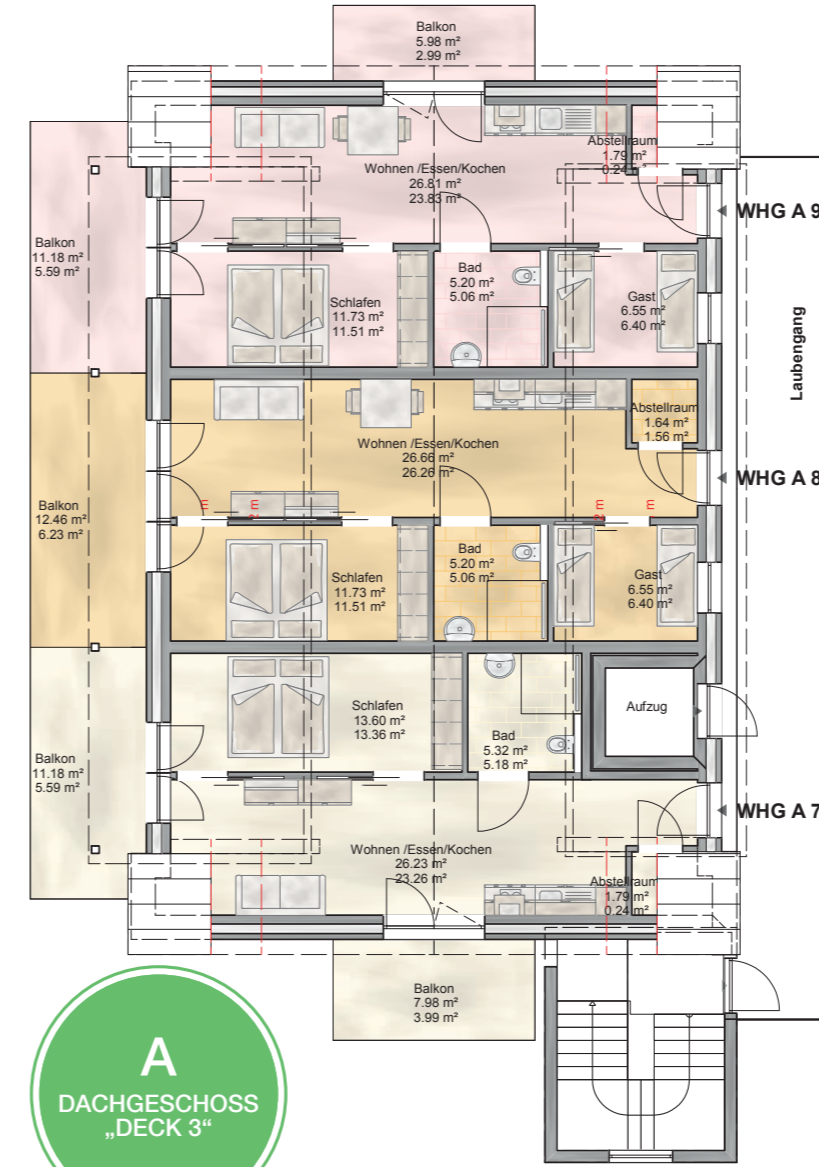 Balkon
5.98 m²
2.99 m²
Abstellraum
1.79 m²
0.24 m²
Wohnen /Essen/Kochen
26.81 m²
23.83 m²
WHG A 9
Balkon
11.18 m²
5.59 m²
Schlafen
11.73 m²
11.51 m²
Bad
5.20 m²
5.06 m²
Gast
6.55 m²
6.40 m²
Laubengang
Abstellraum
1.64 m²
1.56 m²
Wohnen /Essen/Kochen
26.66 m²
26.26 m²
WHG A 8
Balkon
12.46 m²
6.23 m²
Schlafen
11.73 m²
11.51 m²
Bad
5.20 m²
5.06 m²
Gast
6.55 m²
6.40 m²
Schlafen
13.60 m²
13.36 m²
Bad
5.32 m²
5.18 m²
Aufzug
Balkon
11.18 m²
5.59 m²
WHG A 7
Wohnen /Essen/Kochen
26.23 m²
23.26 m²
Abstellraum
1.79 m²
0.24 m²
Balkon
7.98 m²
3.99 m²
A
DACHGESCHOSS
„DECK 3“